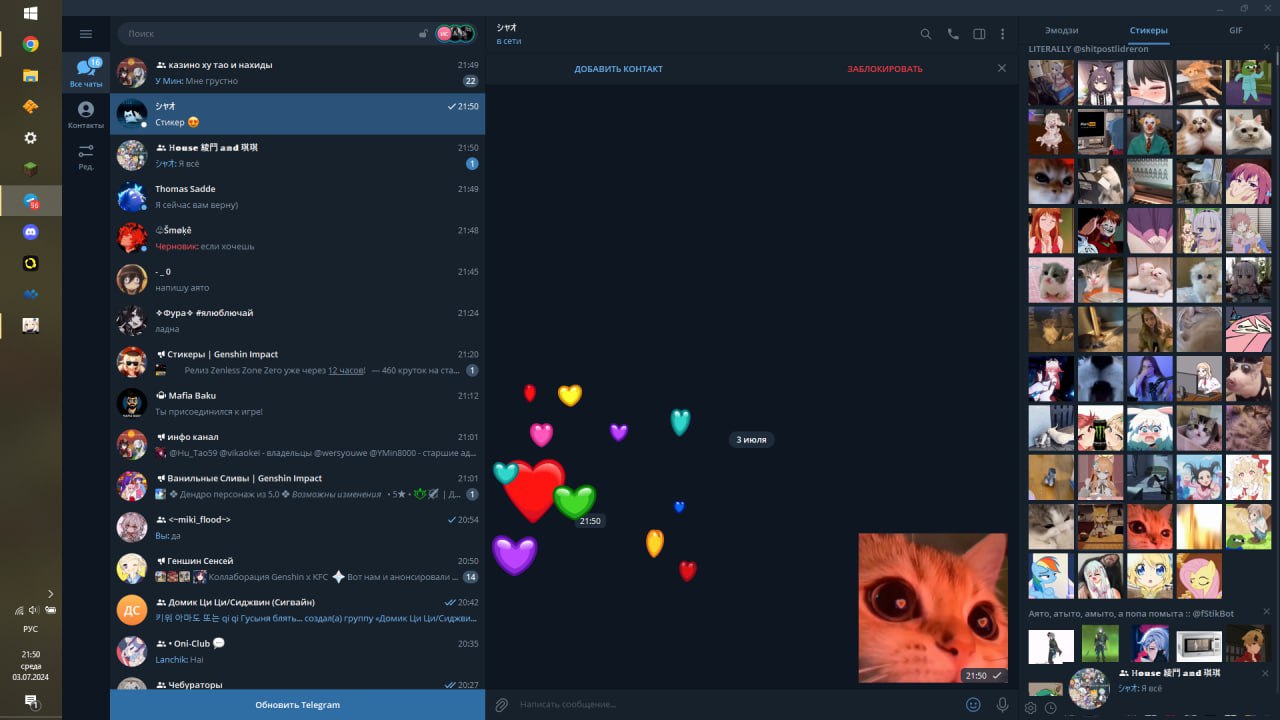 Поиск
16
Все чаты
Контакты
Ред.
казино ху тао и нахиды 21:49
У Мин: Мне грустно 22
シャオ 21:50
Стикер 😍
House 綾門 and 琪琪 21:50
シャオ: Я всё 1
Thomas Sadde 21:49
Я сейчас вам верну)
Šmøķê 21:48
Черновик: если хочешь
- _ 0 21:45
напишу аято
✧Фура✧ #ялюблючай 21:24
ладна
Стикеры | Genshin Impact 21:20
Релиз Zenless Zone Zero уже через 12 часов! — 460 круток на ста... 1
Mafia Baku 21:12
Ты присоединился к игре!
инфо канал 21:01
@Hu_Tao59 @vikaokei - владельцы @wersyouwe @YMin8000 - старшие ад...
Ванильные Сливы | Genshin Impact 21:01
❖ Дендро персонаж из 5.0 ❖ Возможны изменения • 5★ • | Д... 1
<~miki_flood~> 20:54
Вы: да
Геншин Сенсей 20:50
Коллаборация Genshin x KFC Вот нам и анонсировали ... 14
ДС
Домик Ци Ци/Сиджвин (Сигвайн) 20:42
키위 아마도 또는 qi qi Гусыня блять... создал(а) группу «Домик Ци Ци/Сиджви...
• Oni-Club 💬 20:35
Lanchik: Hai
Чебураторы 20:27
Обновить Telegram
シャオ
в сети
ДОБАВИТЬ КОНТАКТ ЗАБЛОКИРОВАТЬ
3 июля
21:50
21:50
Написать сообщение...
Эмодзи Стикеры GIF
LITERALLY @shitpostlidreron
Аято, атыто, амыто, а попа помыта :: @fStikBot
House 綾門 and 琪琪
シャオ: Я всё
96
РУС
21:50
среда
03.07.2024
1